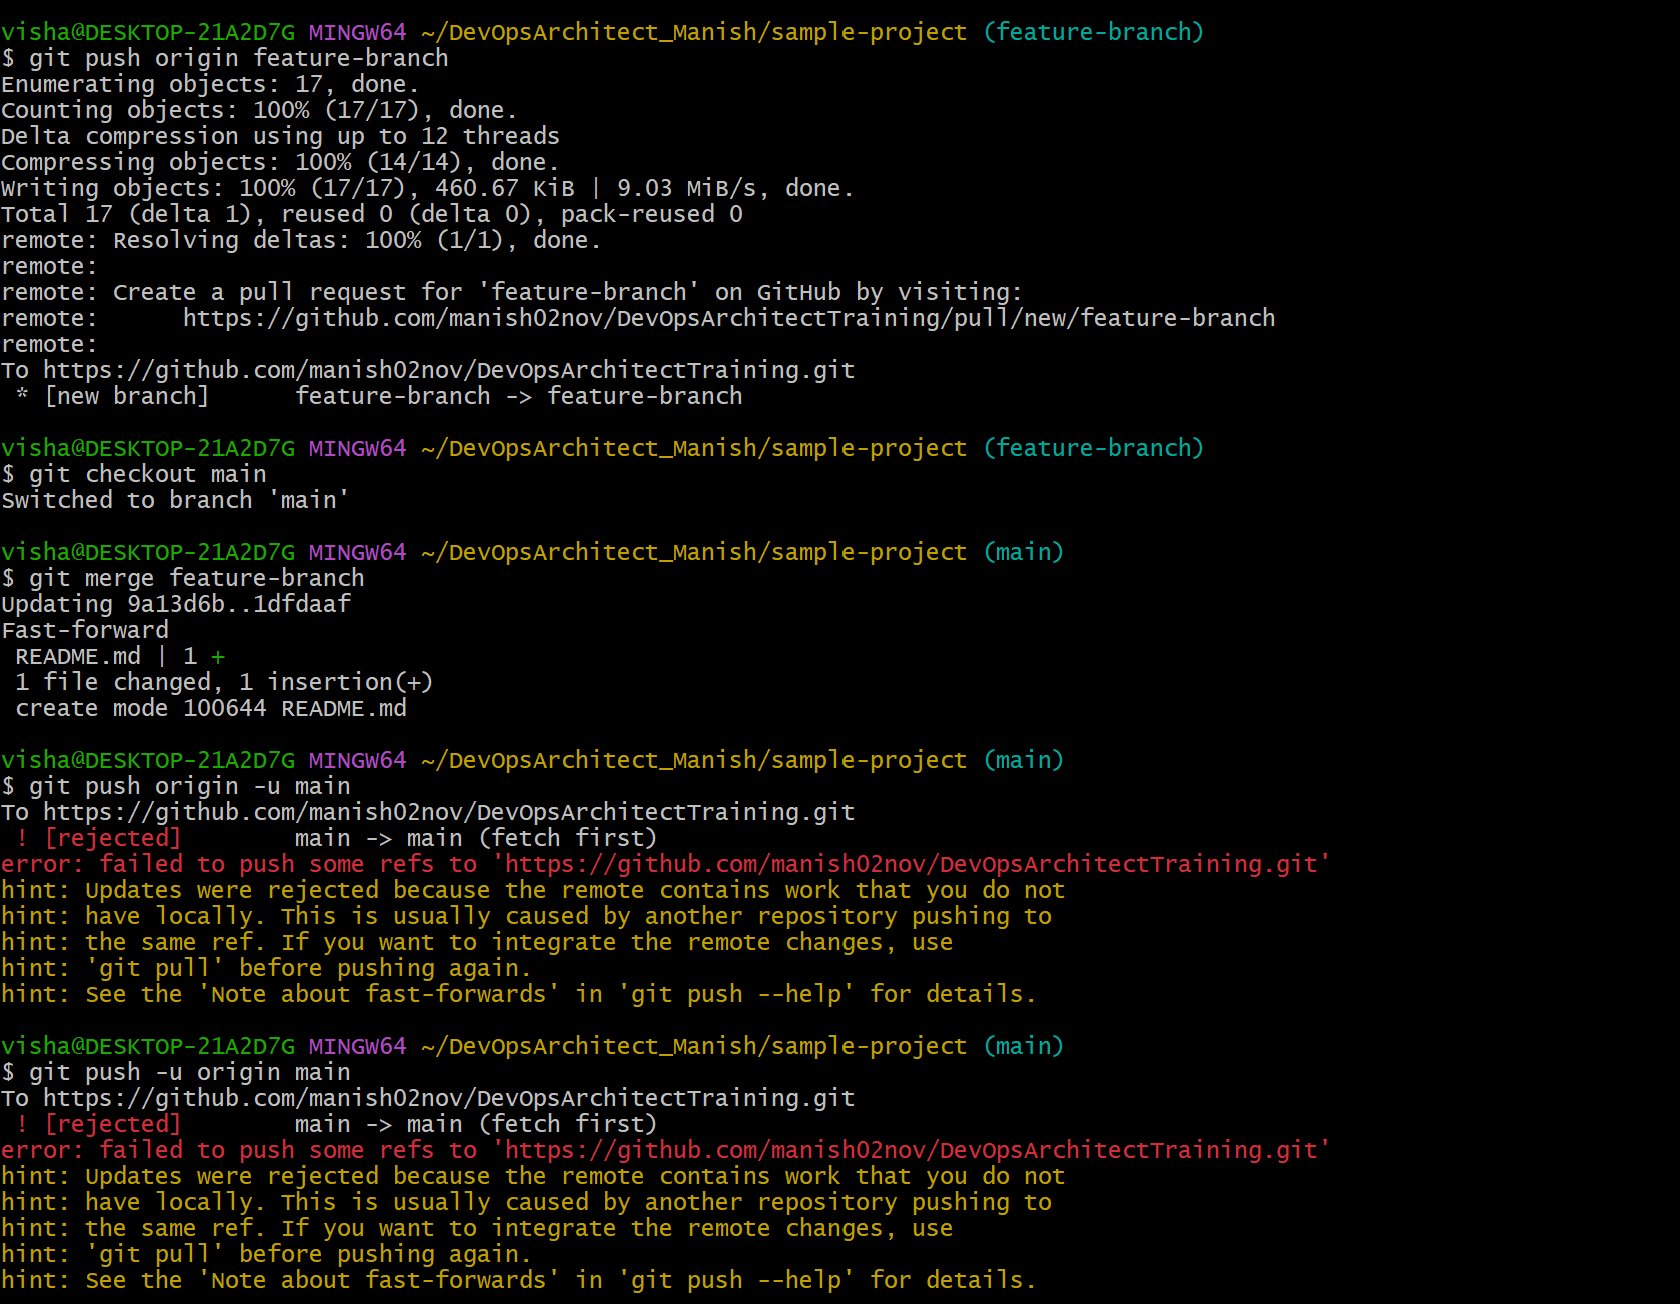 visha@DESKTOP-21A2D7G MINGW64 ~/DevOpsArchitect_Manish/sample-project (feature-branch)
$ git push origin feature-branch
Enumerating objects: 17, done.
Counting objects: 100% (17/17), done.
Delta compression using up to 12 threads
Compressing objects: 100% (14/14), done.
Writing objects: 100% (17/17), 460.67 KiB | 9.03 MiB/s, done.
Total 17 (delta 1), reused 0 (delta 0), pack-reused 0
remote: Resolving deltas: 100% (1/1), done.
remote:
remote: Create a pull request for 'feature-branch' on GitHub by visiting:
remote:      https://github.com/manish02nov/DevOpsArchitectTraining/pull/new/feature-branch
remote:
To https://github.com/manish02nov/DevOpsArchitectTraining.git
 * [new branch]      feature-branch -> feature-branch
visha@DESKTOP-21A2D7G MINGW64 ~/DevOpsArchitect_Manish/sample-project (feature-branch)
$ git checkout main
Switched to branch 'main'
visha@DESKTOP-21A2D7G MINGW64 ~/DevOpsArchitect_Manish/sample-project (main)
$ git merge feature-branch
Updating 9a13d6b..1dfdaaf
Fast-forward
 README.md | 1 +
 1 file changed, 1 insertion(+)
 create mode 100644 README.md
visha@DESKTOP-21A2D7G MINGW64 ~/DevOpsArchitect_Manish/sample-project (main)
$ git push origin -u main
To https://github.com/manish02nov/DevOpsArchitectTraining.git
 ! [rejected]        main -> main (fetch first)
error: failed to push some refs to 'https://github.com/manish02nov/DevOpsArchitectTraining.git'
hint: Updates were rejected because the remote contains work that you do not
hint: have locally. This is usually caused by another repository pushing to
hint: the same ref. If you want to integrate the remote changes, use
hint: 'git pull' before pushing again.
hint: See the 'Note about fast-forwards' in 'git push --help' for details.
visha@DESKTOP-21A2D7G MINGW64 ~/DevOpsArchitect_Manish/sample-project (main)
$ git push -u origin main
To https://github.com/manish02nov/DevOpsArchitectTraining.git
 ! [rejected]        main -> main (fetch first)
error: failed to push some refs to 'https://github.com/manish02nov/DevOpsArchitectTraining.git'
hint: Updates were rejected because the remote contains work that you do not
hint: have locally. This is usually caused by another repository pushing to
hint: the same ref. If you want to integrate the remote changes, use
hint: 'git pull' before pushing again.
hint: See the 'Note about fast-forwards' in 'git push --help' for details.